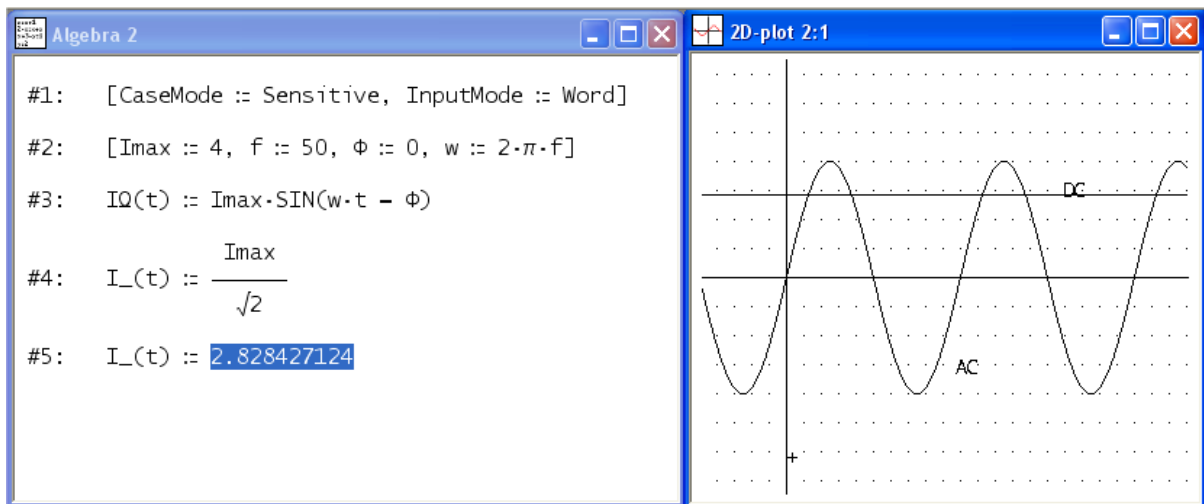 Algebra 2
#1: [CaseMode ≔ Sensitive, InputMode ≔ Word]
#2: [Imax ≔ 4, f ≔ 50, Φ ≔ 0, w ≔ 2·π·f]
#3: IΩ(t) ≔ Imax·SIN(w·t - Φ)
Imax
#4: I_(t) ≔
√2
#5: I_(t) ≔ 2.828427124
2D-plot 2:1
DC
AC